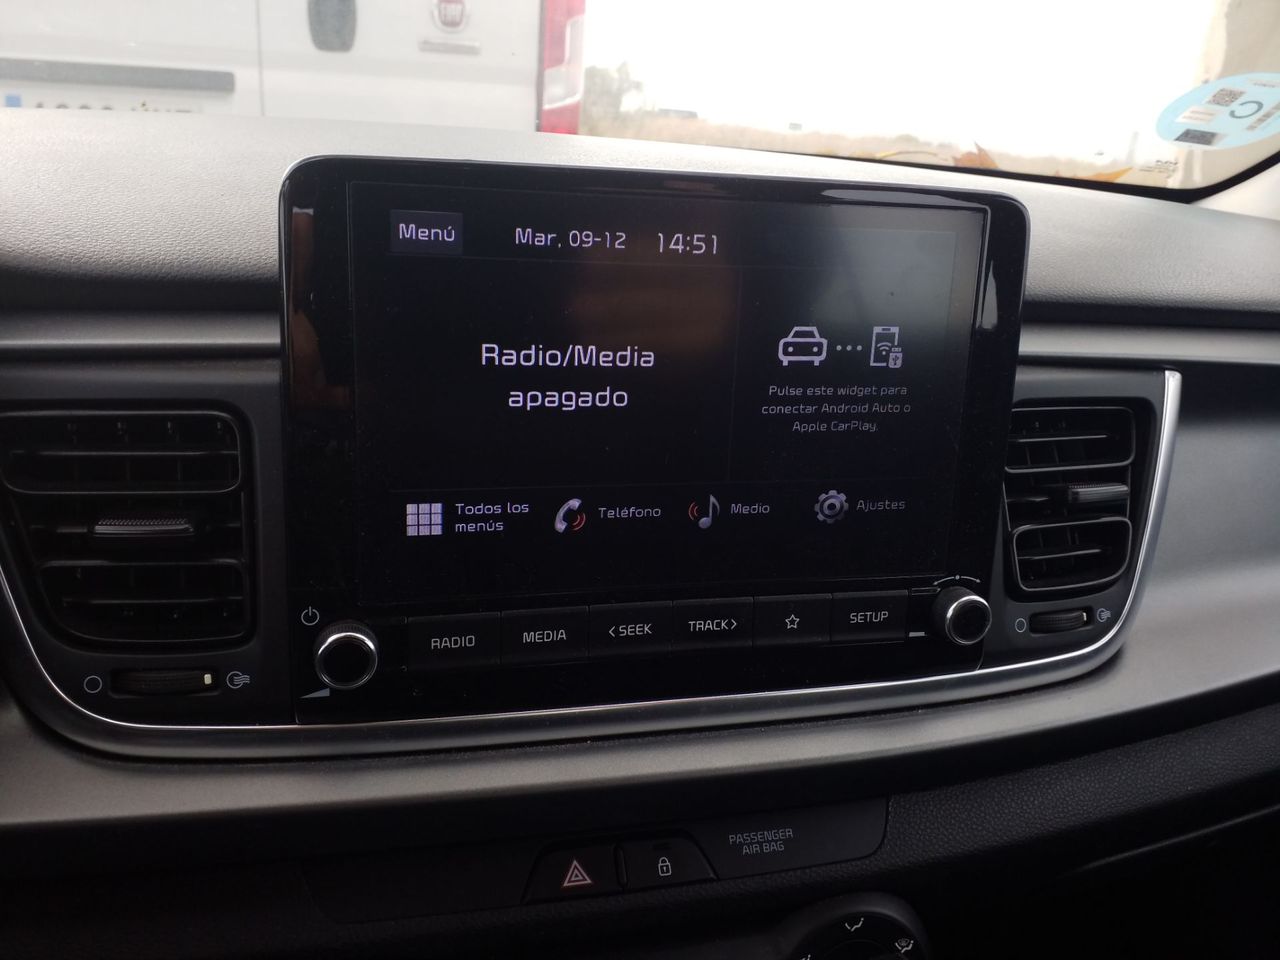 FIAT
C
Menú
Mar, 09-12
14:51
Radio/Media
apagado
Pulse este widget para
conectar Android Auto o
Apple CarPlay.
Todos los
menús
Teléfono
Medio
Ajustes
RADIO
MEDIA
<SEEK
TRACK>
SETUP
PASSENGER
AIR BAG